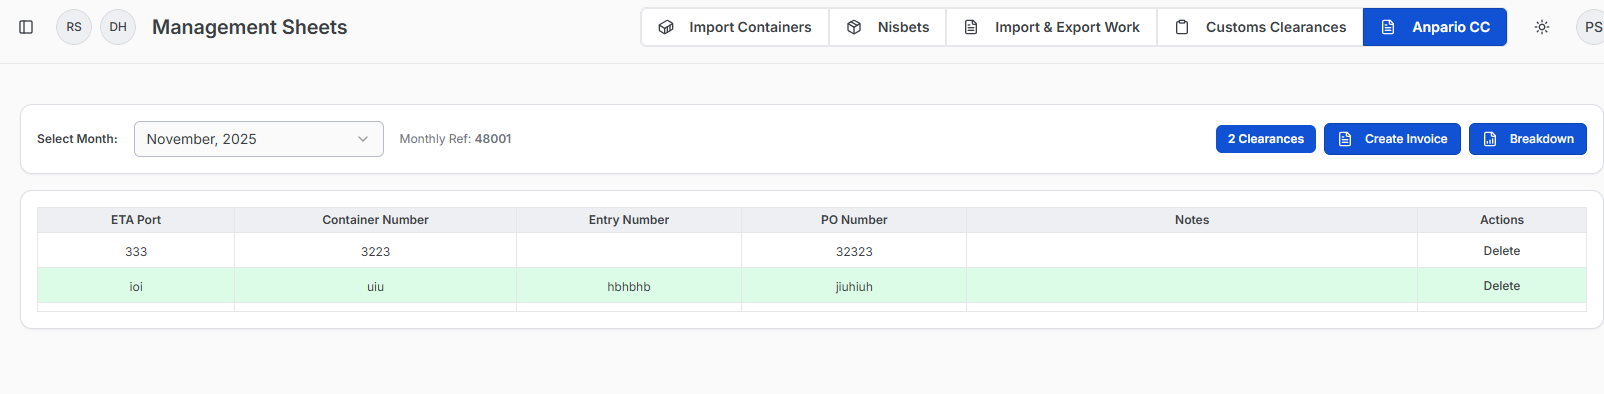 RS DH Management Sheets Import Containers Nisbets Import & Export Work Customs Clearances Anpario CC PS
Select Month: November, 2025 Monthly Ref: 48001 2 Clearances Create Invoice Breakdown
ETA Port Container Number Entry Number PO Number Notes Actions
333 3223 32323 Delete
ioi uiu hbhbhb jiuhiuh Delete